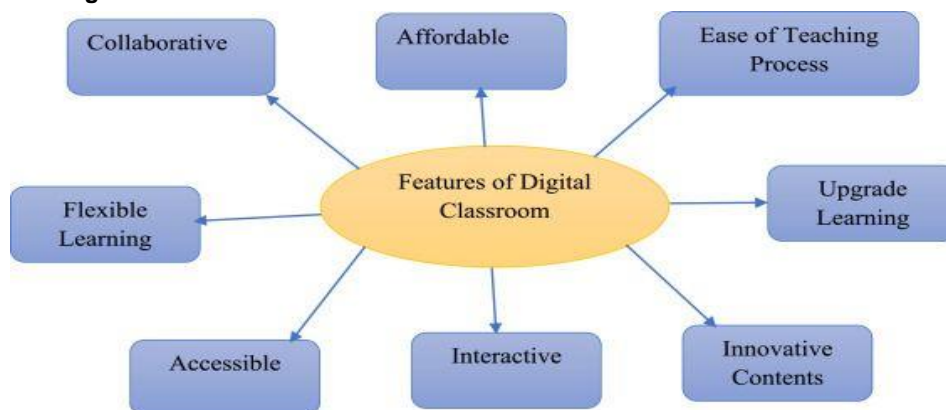 Collaborative
Affordable
Ease of Teaching
Process
Features of Digital
Classroom
Flexible
Learning
Upgrade
Learning
Accessible
Interactive
Innovative
Contents